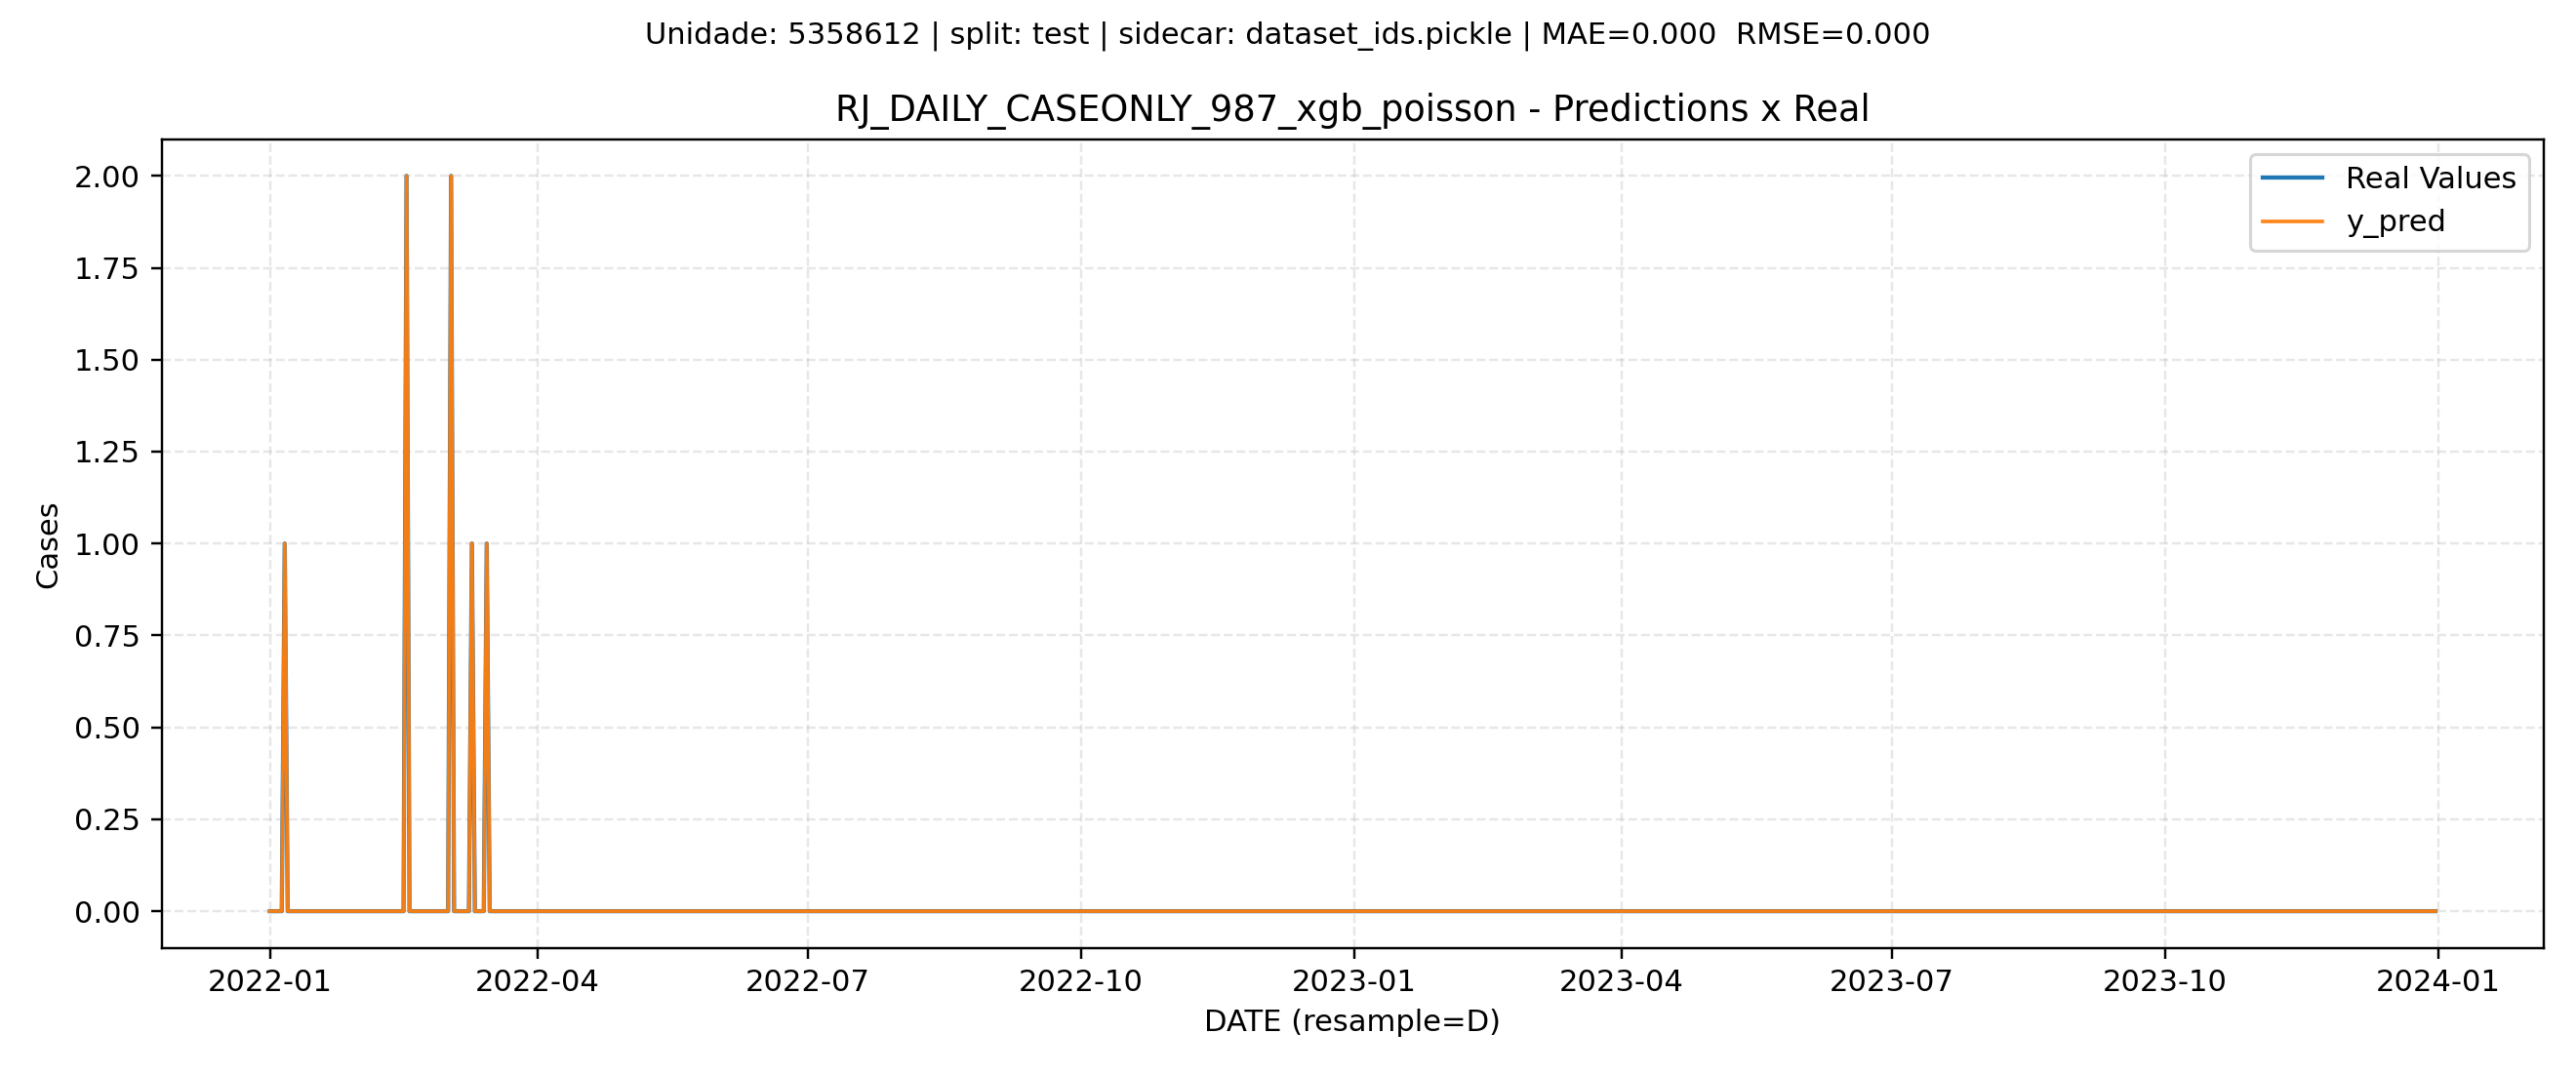 Unidade: 5358612 | split: test | sidecar: dataset_ids.pickle | MAE=0.000  RMSE=0.000
RJ_DAILY_CASEONLY_987_xgb_poisson - Predictions x Real
Real Values
y_pred
2.00
1.75
1.50
1.25
1.00
0.75
0.50
0.25
0.00
Cases
2022-01 2022-04 2022-07 2022-10 2023-01 2023-04 2023-07 2023-10 2024-01
DATE (resample=D)